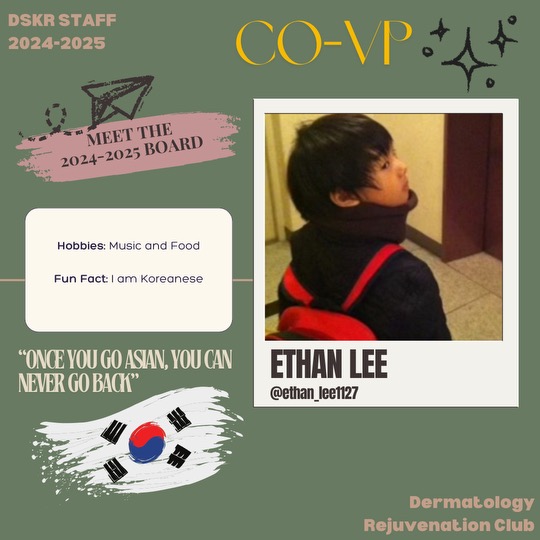 DSKR STAFF
2024-2025
CO-VP
MEET THE
2024-2025 BOARD
Hobbies: Music and Food
Fun Fact: I am Koreanese
“ONCE YOU GO ASIAN, YOU CAN
NEVER GO BACK”
ETHAN LEE
@ethan_lee1127
Dermatology
Rejuvenation Club